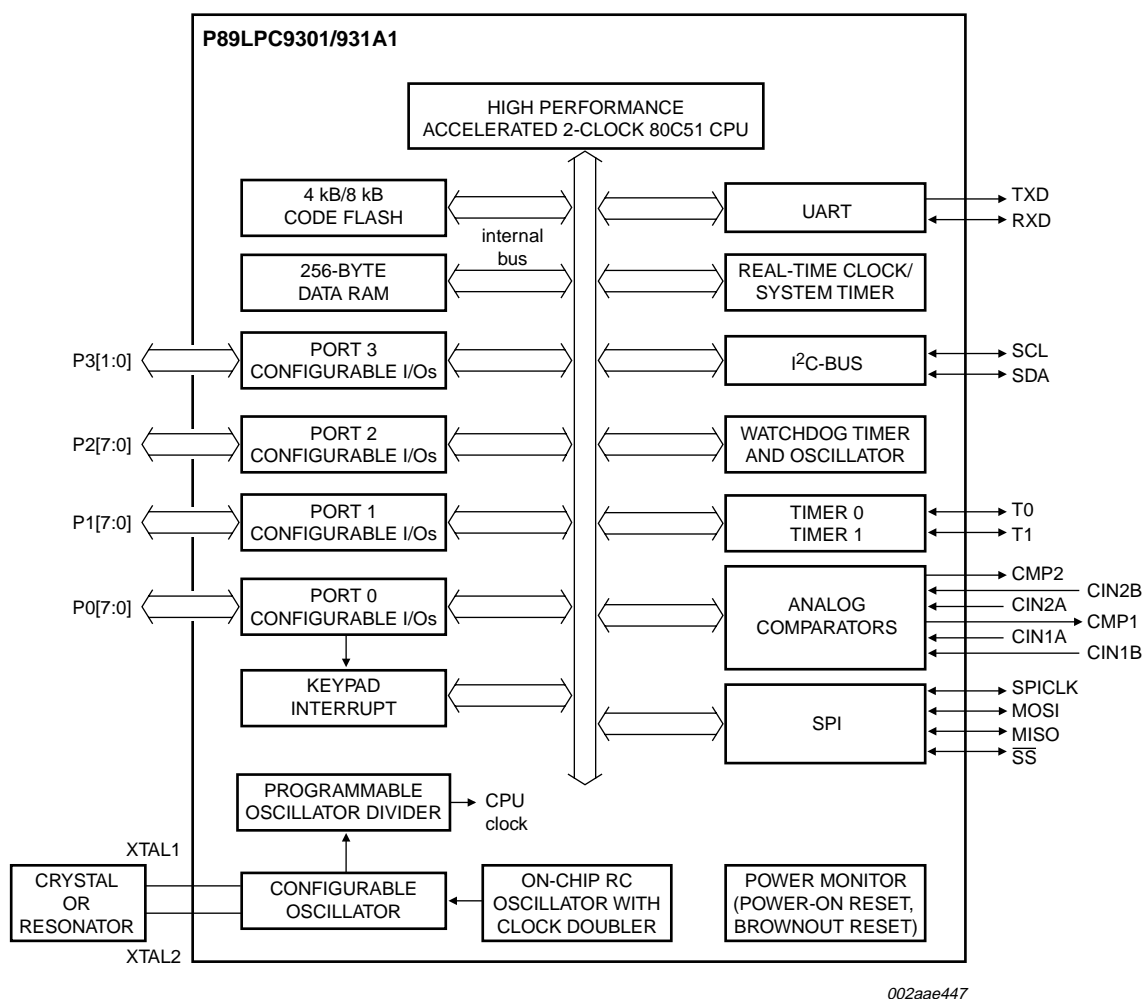 P89LPC9301/931A1
HIGH PERFORMANCE
ACCELERATED 2-CLOCK 80C51 CPU
4 kB/8 kB
CODE FLASH
internal
bus
256-BYTE
DATA RAM
P3[1:0]
PORT 3
CONFIGURABLE I/Os
P2[7:0]
PORT 2
CONFIGURABLE I/Os
P1[7:0]
PORT 1
CONFIGURABLE I/Os
P0[7:0]
PORT 0
CONFIGURABLE I/Os
KEYPAD
INTERRUPT
PROGRAMMABLE
OSCILLATOR DIVIDER
CPU
clock
XTAL1
CRYSTAL
OR
RESONATOR
XTAL2
CONFIGURABLE
OSCILLATOR
ON-CHIP RC
OSCILLATOR WITH
CLOCK DOUBLER
UART
TXD
RXD
REAL-TIME CLOCK/
SYSTEM TIMER
I²C-BUS
SCL
SDA
WATCHDOG TIMER
AND OSCILLATOR
TIMER 0
TIMER 1
T0
T1
ANALOG
COMPARATORS
CMP2
CIN2B
CIN2A
CMP1
CIN1A
CIN1B
SPI
SPICLK
MOSI
MISO
S̅S̅
POWER MONITOR
(POWER-ON RESET,
BROWNOUT RESET)
002aae447